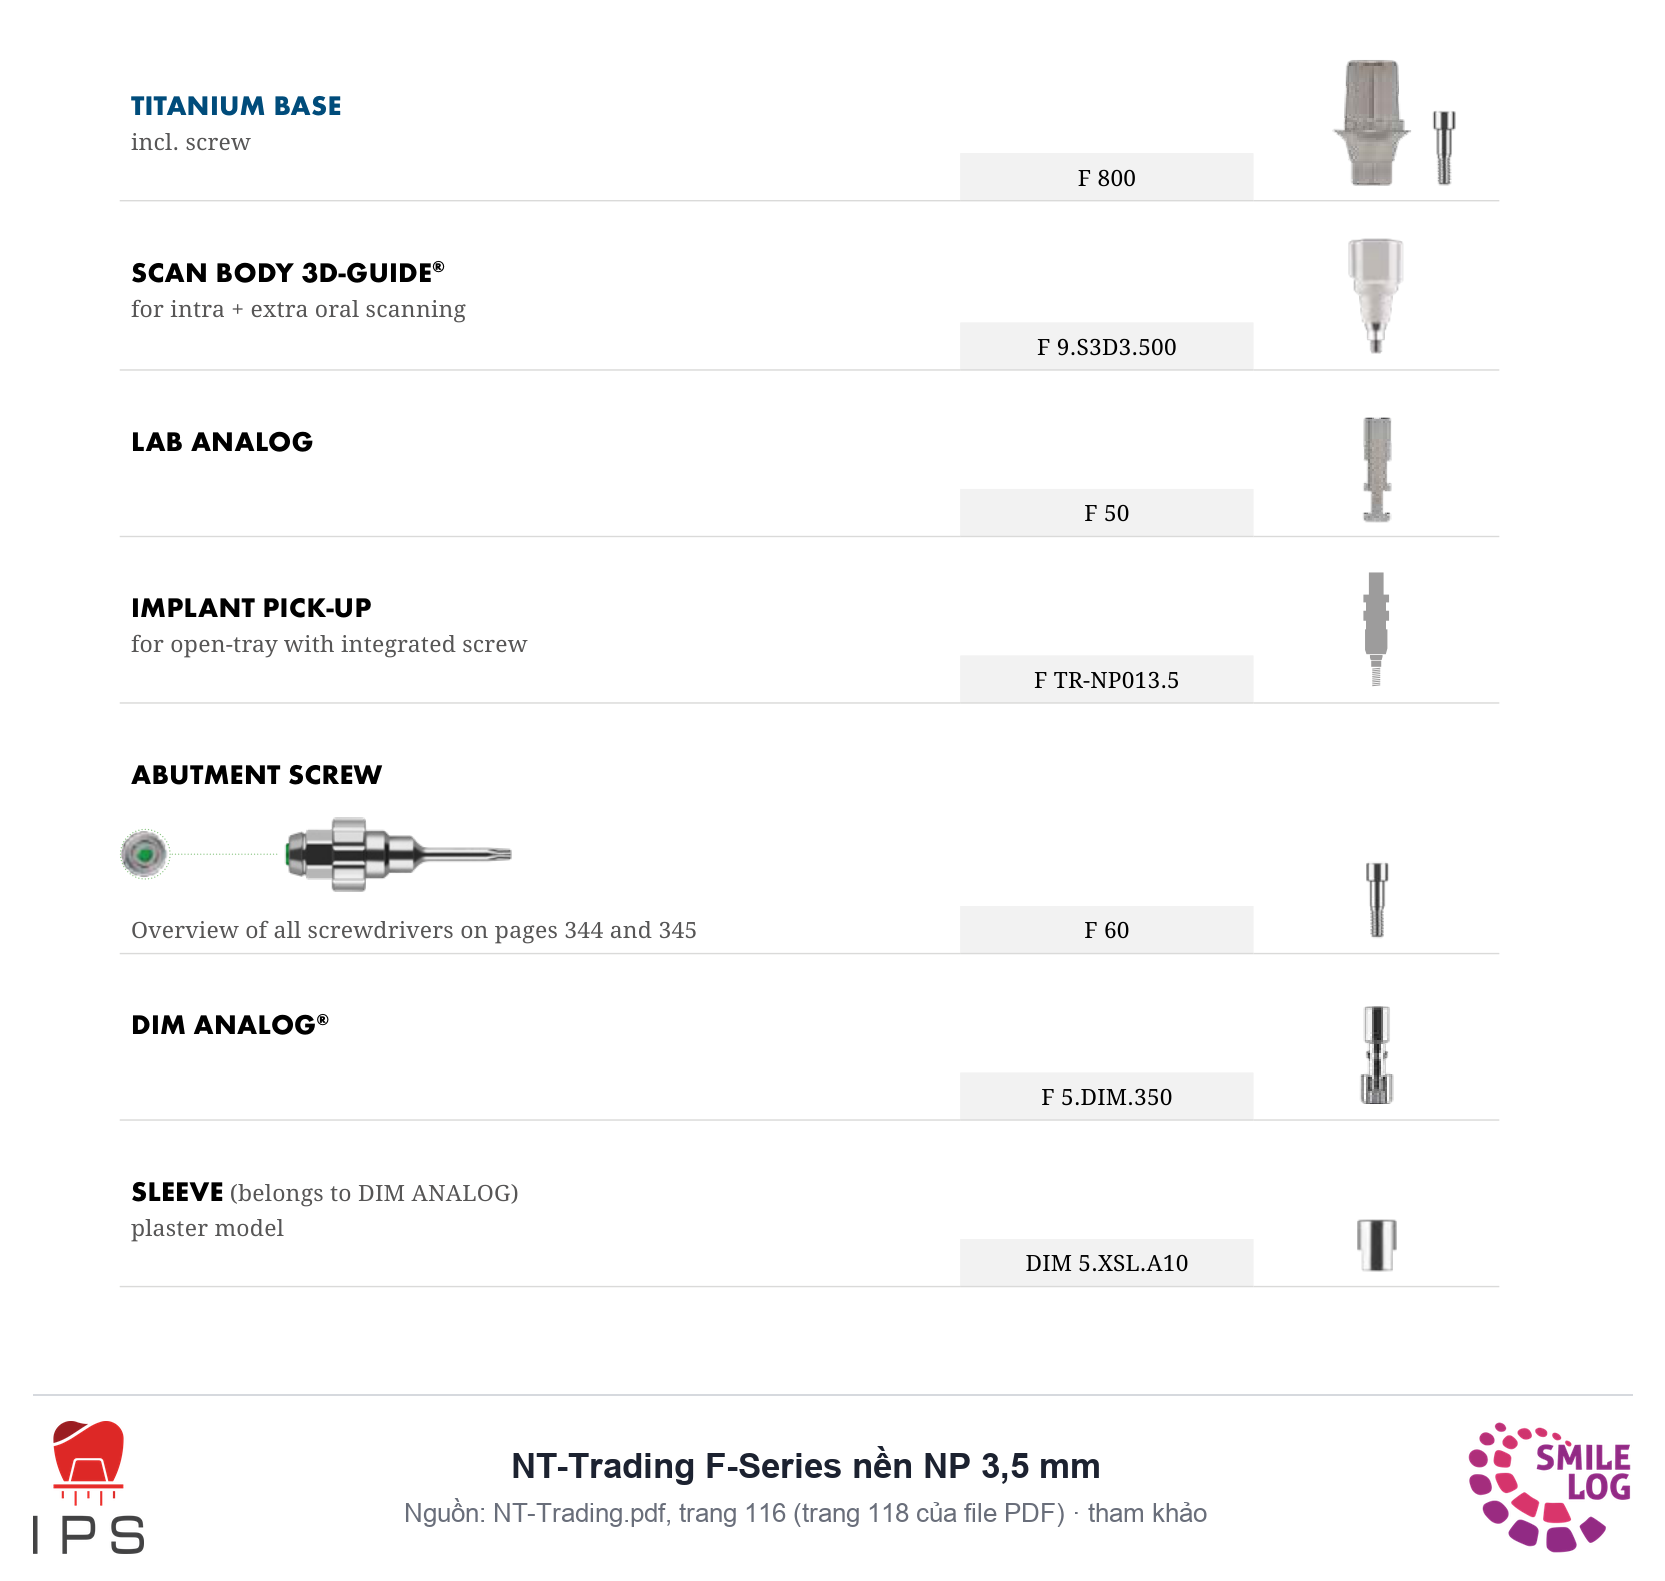 TITANIUM BASE
incl. screw
F 800
SCAN BODY 3D-GUIDE®
for intra + extra oral scanning
F 9.S3D3.500
LAB ANALOG
F 50
IMPLANT PICK-UP
for open-tray with integrated screw
F TR-NP013.5
ABUTMENT SCREW
Overview of all screwdrivers on pages 344 and 345
F 60
DIM ANALOG®
F 5.DIM.350
SLEEVE (belongs to DIM ANALOG)
plaster model
DIM 5.XSL.A10
IPS
NT-Trading F-Series nền NP 3,5 mm
Nguồn: NT-Trading.pdf, trang 116 (trang 118 của file PDF) · tham khảo
SMILE
LOG